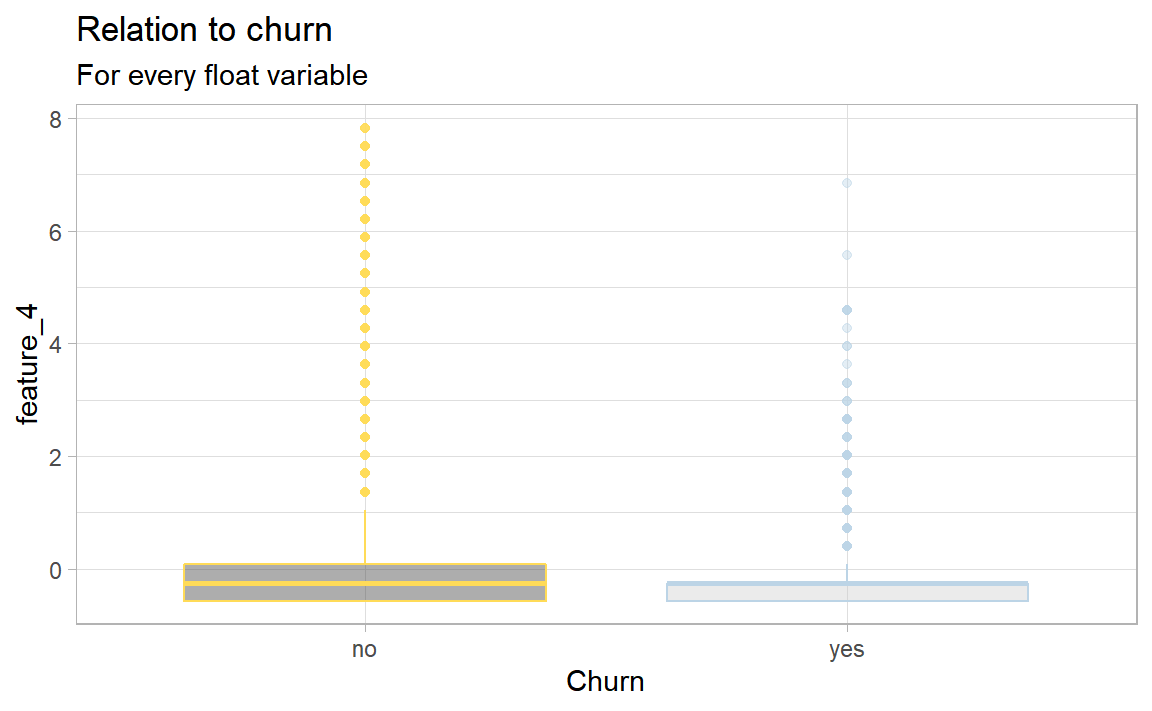 Relation to churn
For every float variable
8
6
4
2
0
feature_4
no
yes
Churn